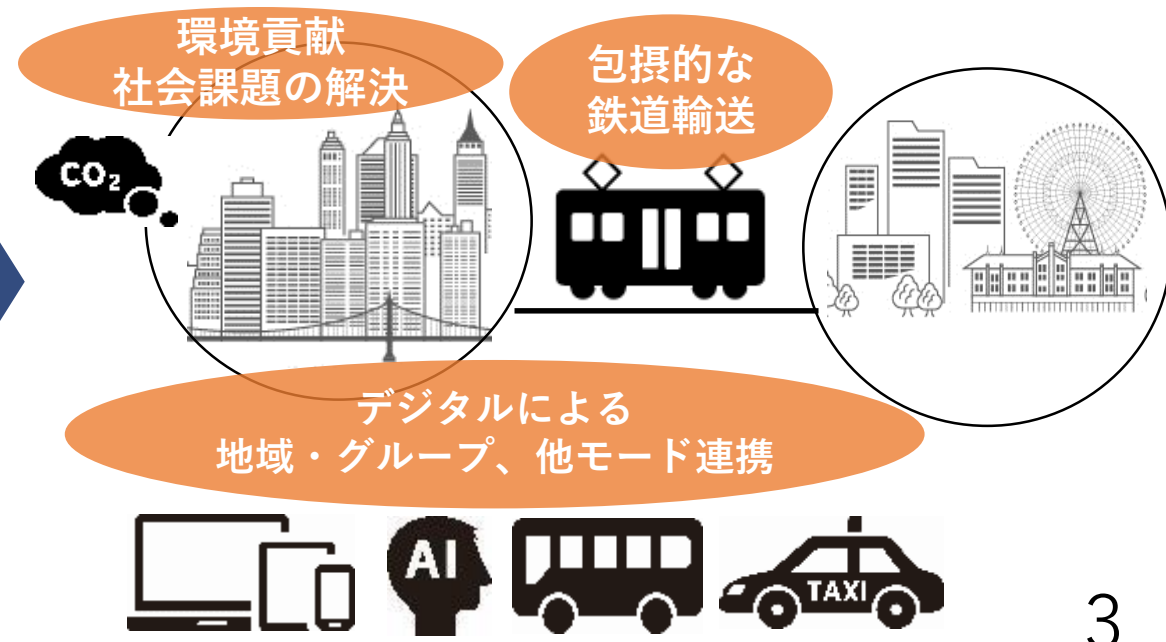 環境貢献
社会課題の解決
包摂的な
鉄道輸送
CO₂
デジタルによる
地域・グループ、他モード連携
AI
TAXI
3